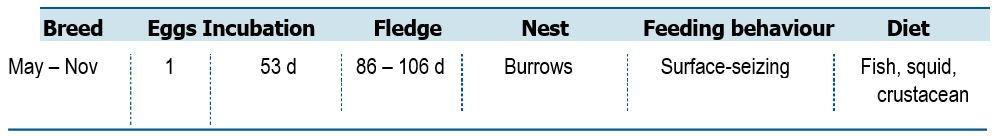 Breed Eggs Incubation Fledge Nest Feeding behaviour Diet
May – Nov 1 53 d 86 – 106 d Burrows Surface-seizing Fish, squid,
crustacean